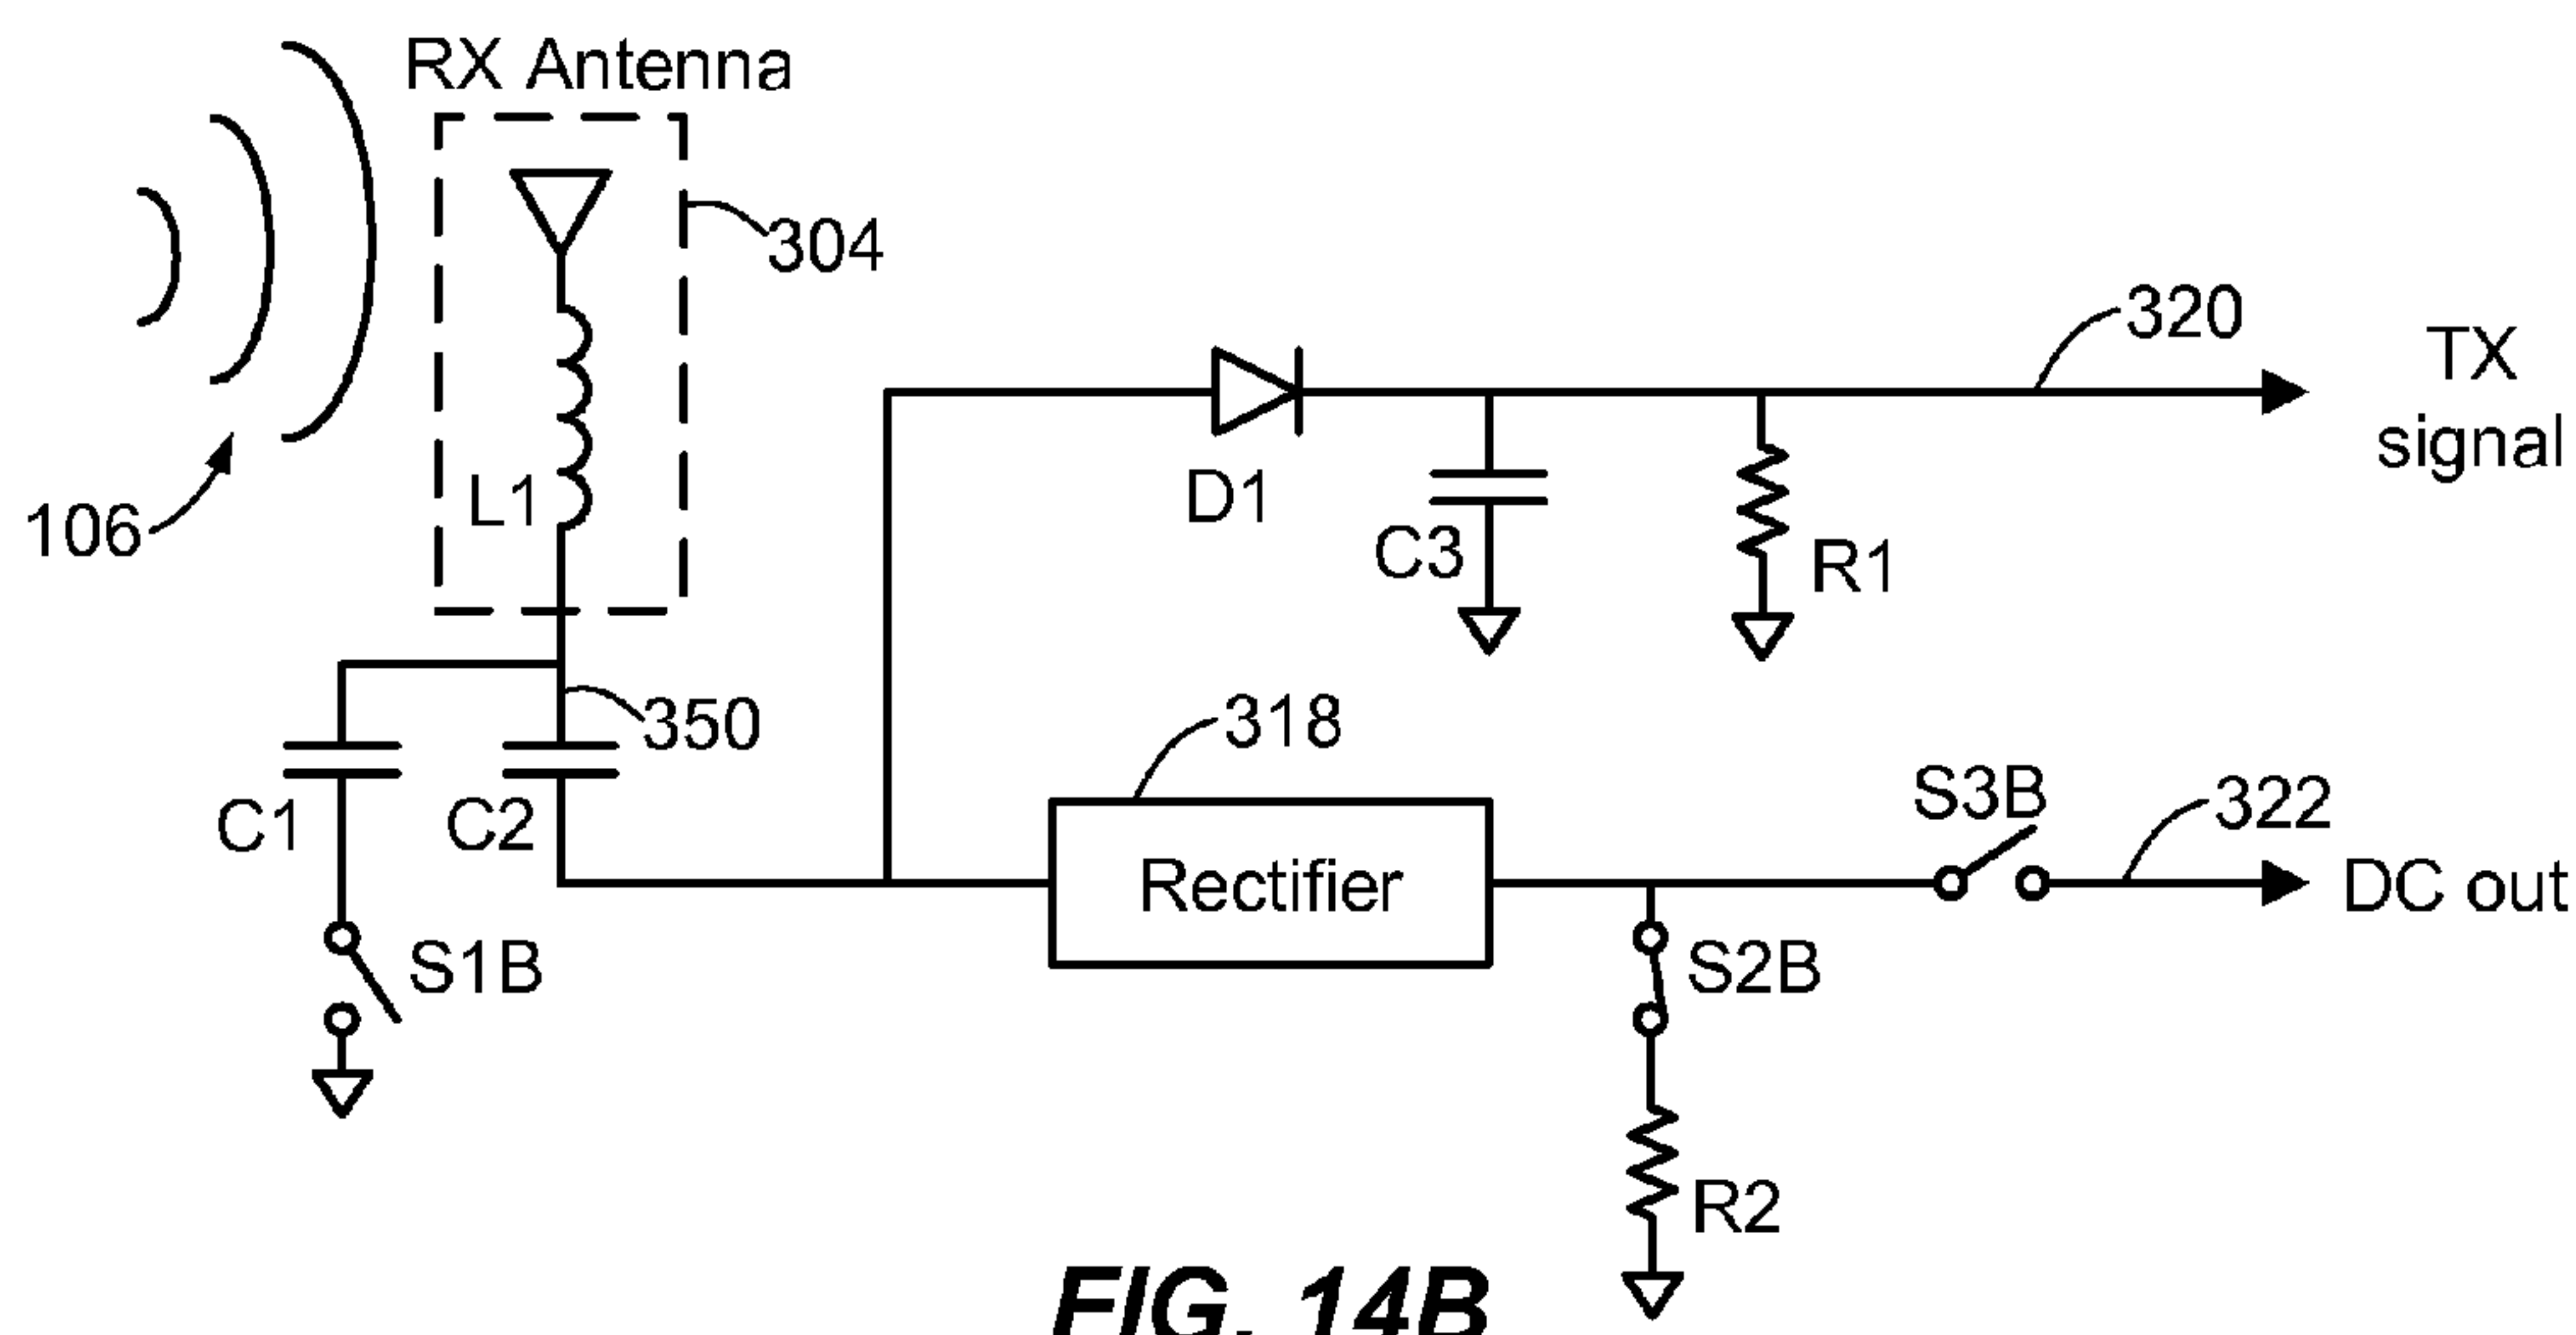 RX Antenna
304
L1
106
320
TX
signal
D1
C3
R1
350
C1
C2
318
Rectifier
S3B
322
DC out
S1B
S2B
R2
FIG. 14B